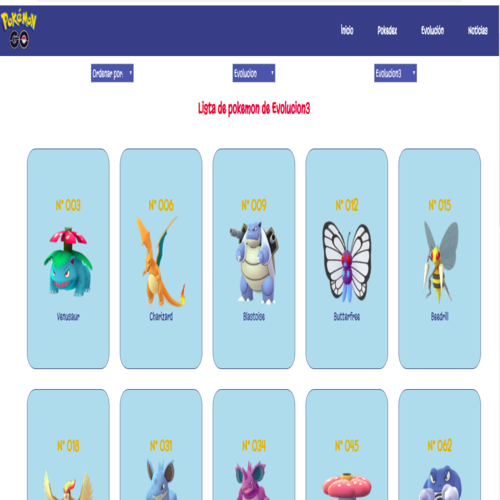 POKÉMON
GO
Inicio Pokedex Evolución Noticias
Ordenar por: Evolucion Evolucion3
Lista de pokemon de Evolucion3
N° 003 N° 006 N° 009 N° 012 N° 015
Venusaur Charizard Blastoise Butterfree Beedrill
N° 018 N° 031 N° 034 N° 045 N° 062